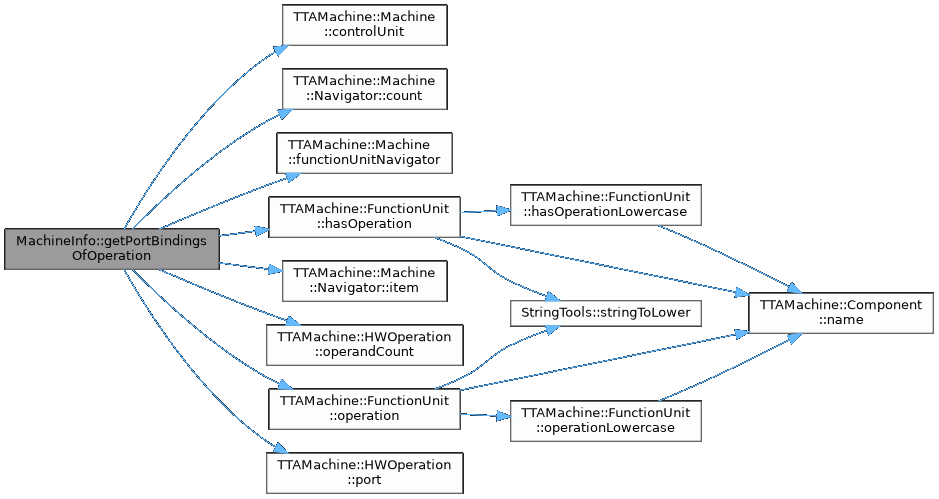 MachineInfo::getPortBindings
OfOperation
TTAMachine::Machine
::controlUnit
TTAMachine::Machine
::Navigator::count
TTAMachine::Machine
::functionUnitNavigator
TTAMachine::FunctionUnit
::hasOperation
TTAMachine::Machine
::Navigator::item
TTAMachine::HWOperation
::operandCount
TTAMachine::FunctionUnit
::operation
TTAMachine::HWOperation
::port
TTAMachine::FunctionUnit
::hasOperationLowercase
StringTools::stringToLower
TTAMachine::FunctionUnit
::operationLowercase
TTAMachine::Component
::name